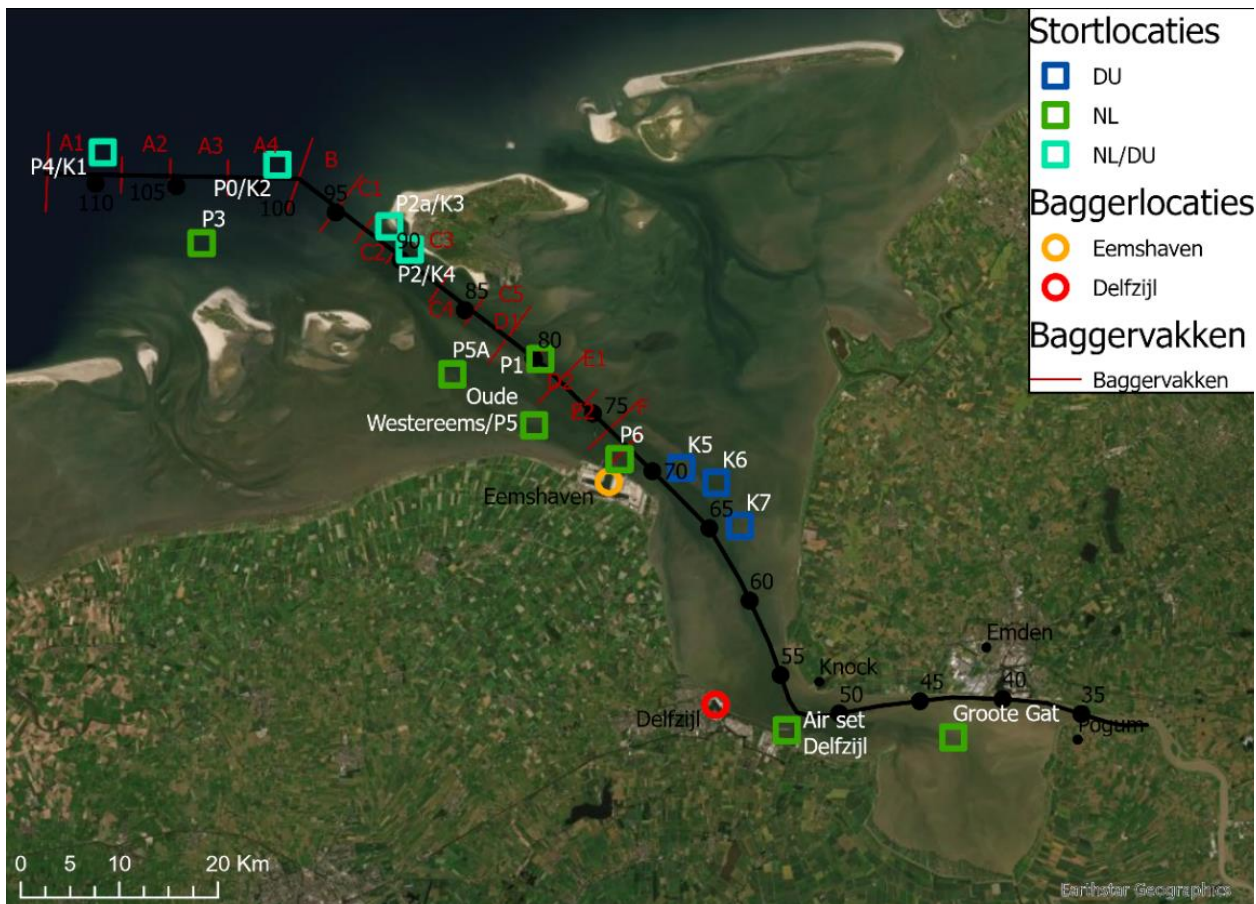 Stortlocaties
DU
NL
NL/DU
Baggerlocaties
Eemshaven
Delfzijl
Baggervakken
Baggervakken
A1
A2
A3
A4
B
P4/K1
110
105
P0/K2
100
95
C1
P3
P2a/K3
90
C3
C2
P2/K4
85
C5
C4
D1
80
P1
E1
D2
P5A
Oude
Westereems/P5
75
F
E2
P6
70
K5
K6
K7
Eemshaven
65
60
55
Knock
Emden
50
45
40
35
Delfzijl
Air set
Delfzijl
Groote Gat
Pogum
0 5 10 20 Km
Earthstar Geographics